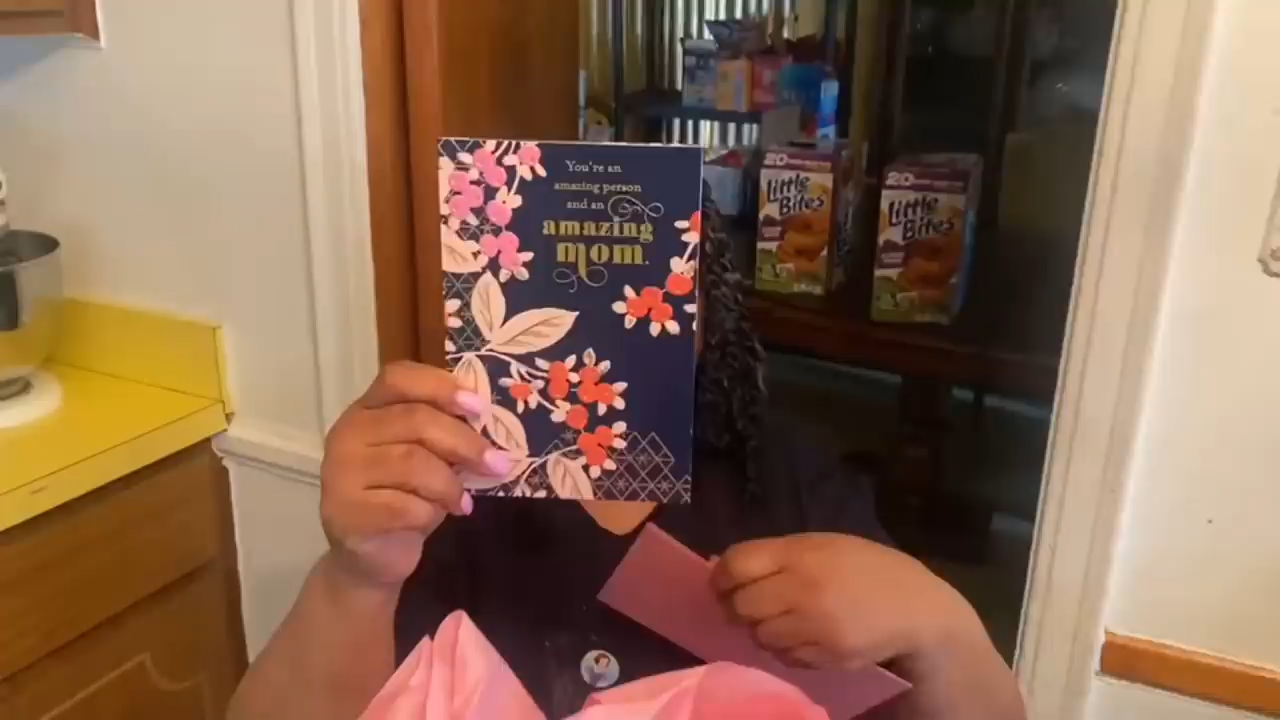 You're an
amazing person
and an
amazing
mom.
20
Little
Bites
20
Little
Bites